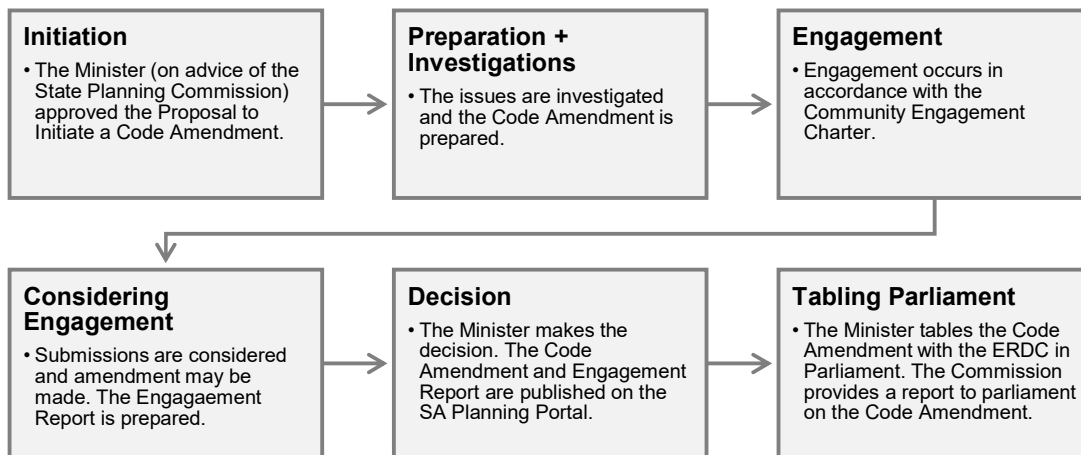 Initiation
• The Minister (on advice of the
State Planning Commission)
approved the Proposal to
Initiate a Code Amendment.
Preparation +
Investigations
• The issues are investigated
and the Code Amendment is
prepared.
Engagement
• Engagement occurs in
accordance with the
Community Engagement
Charter.
Considering
Engagement
• Submissions are considered
and amendment may be
made. The Engagaement
Report is prepared.
Decision
• The Minister makes the
decision. The Code
Amendment and Engagement
Report are published on the
SA Planning Portal.
Tabling Parliament
• The Minister tables the Code
Amendment with the ERDC in
Parliament. The Commission
provides a report to parliament
on the Code Amendment.